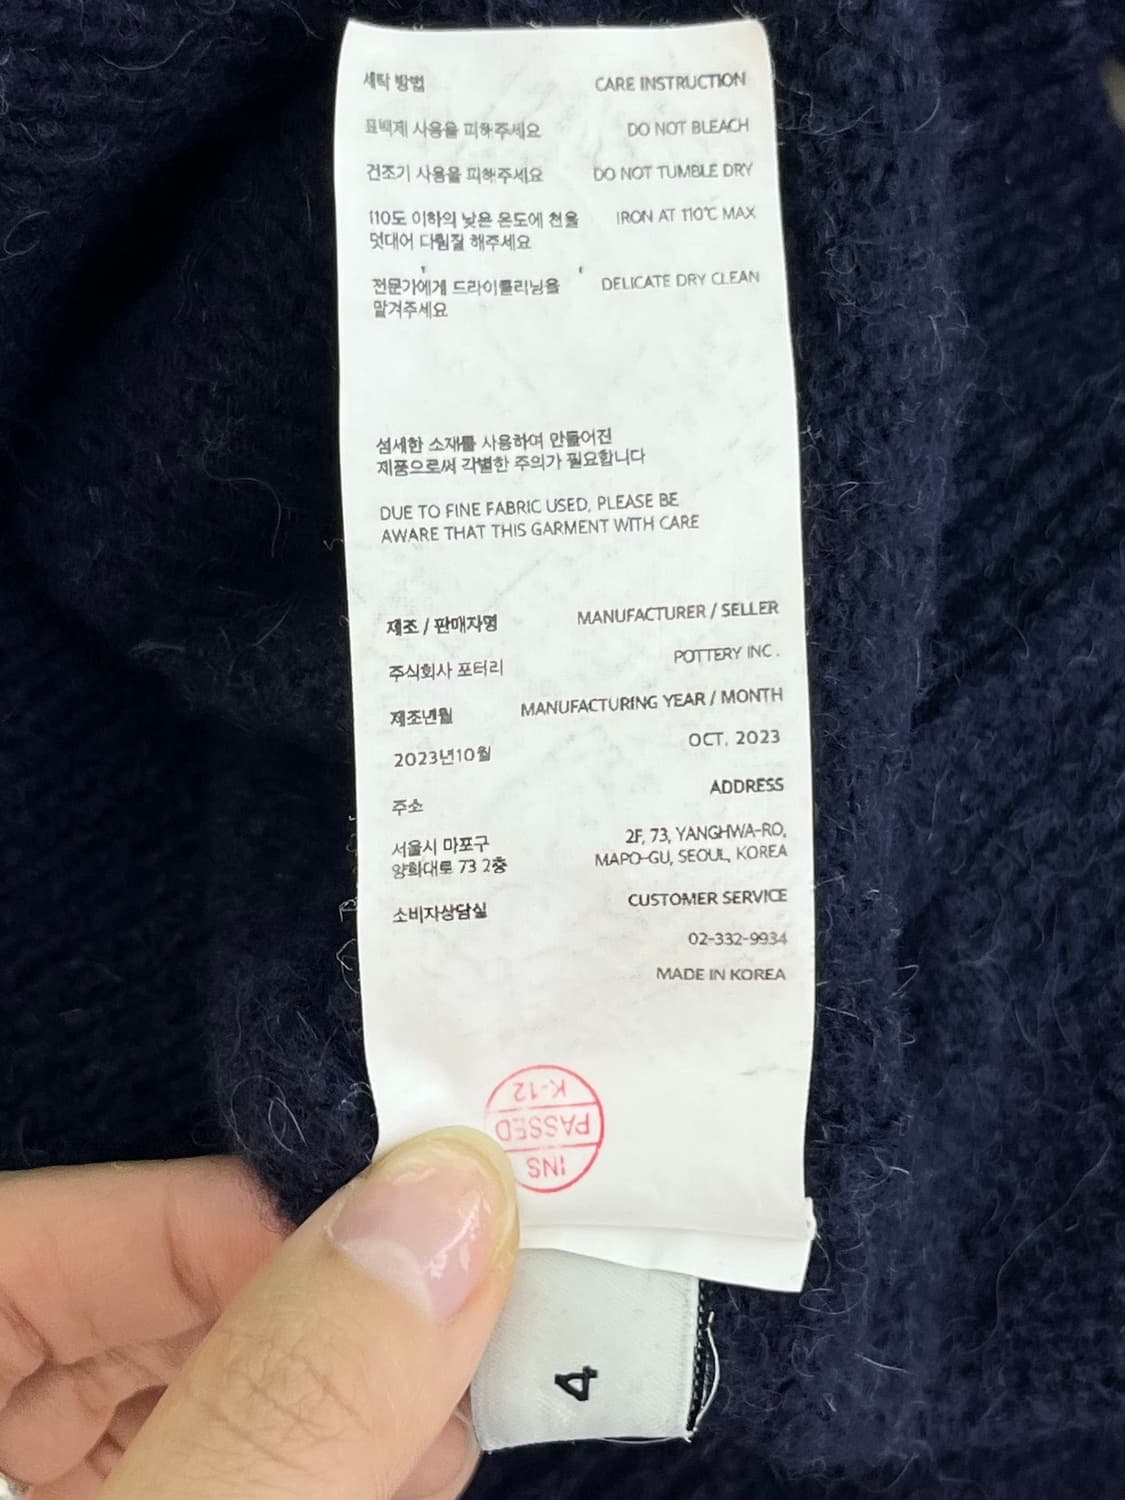 세탁 방법 CARE INSTRUCTION
표백제 사용을 피해주세요 DO NOT BLEACH
건조기 사용을 피해주세요 DO NOT TUMBLE DRY
110도 이하의 낮은 온도에 천을 IRON AT 110℃ MAX
덧대어 다림질 해주세요
전문가에게 드라이클리닝을 DELICATE DRY CLEAN
맡겨주세요
섬세한 소재를 사용하여 만들어진
제품으로써 각별한 주의가 필요합니다
DUE TO FINE FABRIC USED, PLEASE BE
AWARE THAT THIS GARMENT WITH CARE
제조 / 판매자명 MANUFACTURER / SELLER
주식회사 포터리 POTTERY INC.
제조년월 MANUFACTURING YEAR / MONTH
2023년10월 OCT. 2023
주소 ADDRESS
서울시 마포구 2F, 73, YANGHWA-RO,
양화대로 73 2층 MAPO-GU, SEOUL, KOREA
소비자상담실 CUSTOMER SERVICE
02-332-9934
MADE IN KOREA
INS
PASSED
K-12
4